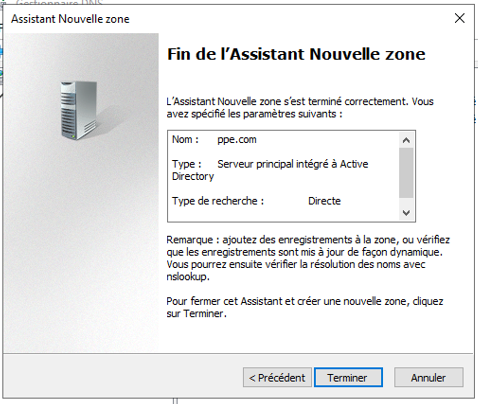 Gestionnaire DNS
Assistant Nouvelle zone
Fin de l'Assistant Nouvelle zone
L'Assistant Nouvelle zone s'est terminé correctement. Vous
avez spécifié les paramètres suivants :
Nom : ppe.com
Type : Serveur principal intégré à Active
Directory
Type de recherche : Directe
Remarque : ajoutez des enregistrements à la zone, ou vérifiez
que les enregistrements sont mis à jour de façon dynamique.
Vous pourrez ensuite vérifier la résolution des noms avec
nslookup.
Pour fermer cet Assistant et créer une nouvelle zone, cliquez
sur Terminer.
< Précédent Terminer Annuler